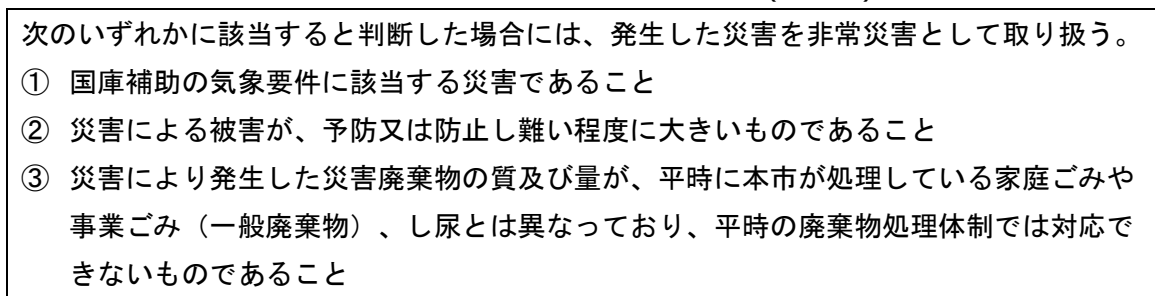 次のいずれかに該当すると判断した場合には、発生した災害を非常災害として取り扱う。
① 国庫補助の気象要件に該当する災害であること
② 災害による被害が、予防又は防止し難い程度に大きいものであること
③ 災害により発生した災害廃棄物の質及び量が、平時に本市が処理している家庭ごみや
事業ごみ（一般廃棄物）、し尿とは異なっており、平時の廃棄物処理体制では対応で
きないものであること